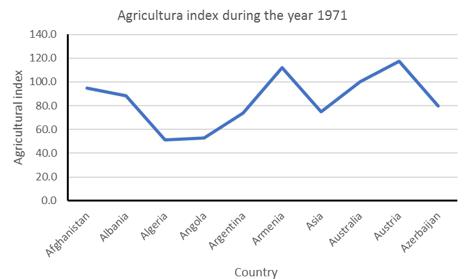 Agricultura index during the year 1971
140.0
120.0
100.0
80.0
60.0
40.0
20.0
0.0
Agricultural index
Afghanistan
Albania
Algeria
Angola
Argentina
Armenia
Asia
Australia
Austria
Azerbaijan
Country